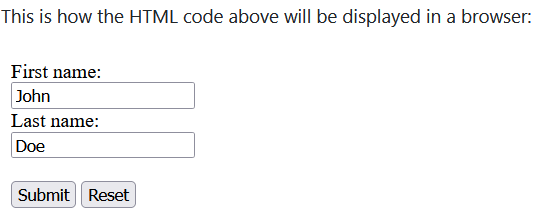 This is how the HTML code above will be displayed in a browser:
First name:
John
Last name:
Doe
Submit Reset